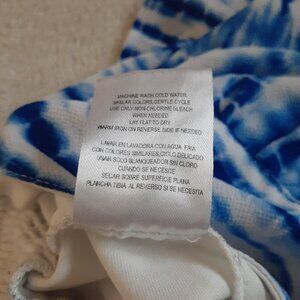 MACHINE WASH COLD WATER
SIMILAR COLORS, GENTLE CYCLE
USE ONLY NON-CHLORINE BLEACH
WHEN NEEDED
LAY FLAT TO DRY
WARM IRON ON REVERSE SIDE IF NEEDED
LAVAR EN LAVADORA CON AGUA FRIA
CON COLORES SIMILARES, CICLO DELICADO
USAR SOLO BLANQUEADOR SIN CLORO
CUANDO SE NECESITE
SECAR SOBRE SUPERFICIE PLANA
PLANCHA TIBIA AL REVERSO SI SE NECESITA